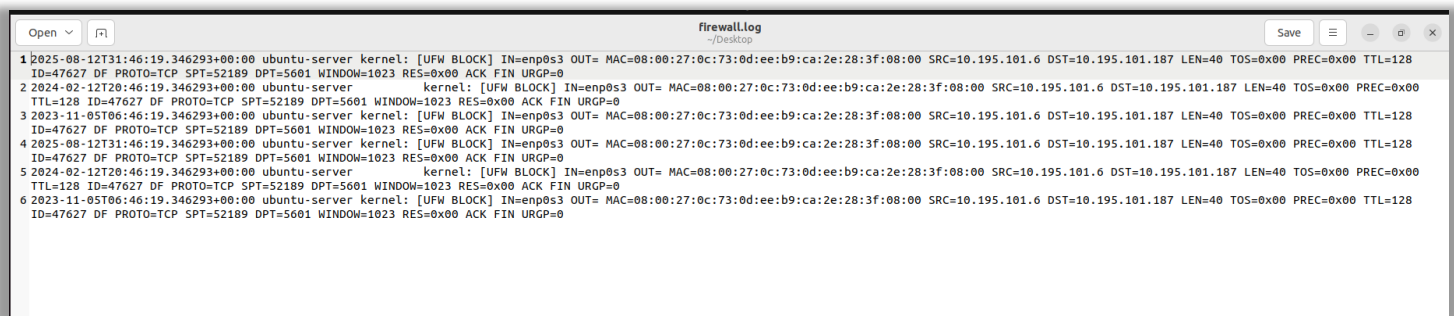 Open
firewall.log
~/Desktop
Save
1 2025-08-12T31:46:19.346293+00:00 ubuntu-server kernel: [UFW BLOCK] IN=enp0s3 OUT= MAC=08:00:27:0c:73:0d:ee:b9:ca:2e:28:3f:08:00 SRC=10.195.101.6 DST=10.195.101.187 LEN=40 TOS=0x00 PREC=0x00 TTL=128
ID=47627 DF PROTO=TCP SPT=52189 DPT=5601 WINDOW=1023 RES=0x00 ACK FIN URGP=0
2 2024-02-12T20:46:19.346293+00:00 ubuntu-server         kernel: [UFW BLOCK] IN=enp0s3 OUT= MAC=08:00:27:0c:73:0d:ee:b9:ca:2e:28:3f:08:00 SRC=10.195.101.6 DST=10.195.101.187 LEN=40 TOS=0x00 PREC=0x00
TTL=128 ID=47627 DF PROTO=TCP SPT=52189 DPT=5601 WINDOW=1023 RES=0x00 ACK FIN URGP=0
3 2023-11-05T06:46:19.346293+00:00 ubuntu-server kernel: [UFW BLOCK] IN=enp0s3 OUT= MAC=08:00:27:0c:73:0d:ee:b9:ca:2e:28:3f:08:00 SRC=10.195.101.6 DST=10.195.101.187 LEN=40 TOS=0x00 PREC=0x00 TTL=128
ID=47627 DF PROTO=TCP SPT=52189 DPT=5601 WINDOW=1023 RES=0x00 ACK FIN URGP=0
4 2025-08-12T31:46:19.346293+00:00 ubuntu-server kernel: [UFW BLOCK] IN=enp0s3 OUT= MAC=08:00:27:0c:73:0d:ee:b9:ca:2e:28:3f:08:00 SRC=10.195.101.6 DST=10.195.101.187 LEN=40 TOS=0x00 PREC=0x00 TTL=128
ID=47627 DF PROTO=TCP SPT=52189 DPT=5601 WINDOW=1023 RES=0x00 ACK FIN URGP=0
5 2024-02-12T20:46:19.346293+00:00 ubuntu-server         kernel: [UFW BLOCK] IN=enp0s3 OUT= MAC=08:00:27:0c:73:0d:ee:b9:ca:2e:28:3f:08:00 SRC=10.195.101.6 DST=10.195.101.187 LEN=40 TOS=0x00 PREC=0x00
TTL=128 ID=47627 DF PROTO=TCP SPT=52189 DPT=5601 WINDOW=1023 RES=0x00 ACK FIN URGP=0
6 2023-11-05T06:46:19.346293+00:00 ubuntu-server kernel: [UFW BLOCK] IN=enp0s3 OUT= MAC=08:00:27:0c:73:0d:ee:b9:ca:2e:28:3f:08:00 SRC=10.195.101.6 DST=10.195.101.187 LEN=40 TOS=0x00 PREC=0x00 TTL=128
ID=47627 DF PROTO=TCP SPT=52189 DPT=5601 WINDOW=1023 RES=0x00 ACK FIN URGP=0